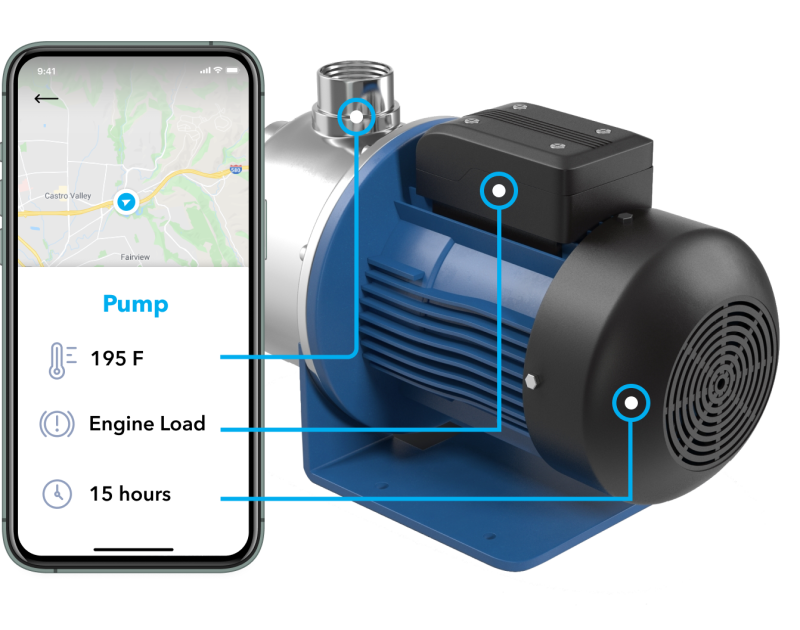 9:41
580
Castro Valley
Fairview
Pump
195 F
Engine Load
15 hours